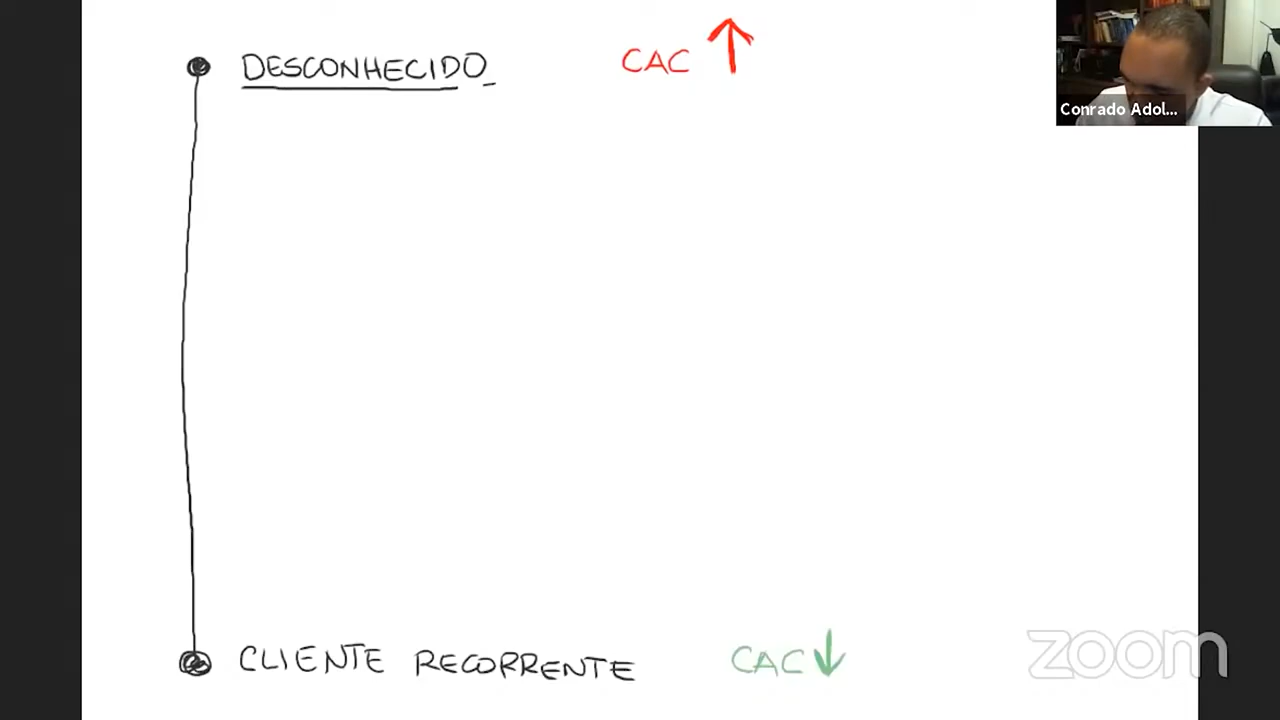 DESCONHECIDO
CAC
Conrado Adol...
CLIENTE RECORRENTE
CAC
zoom